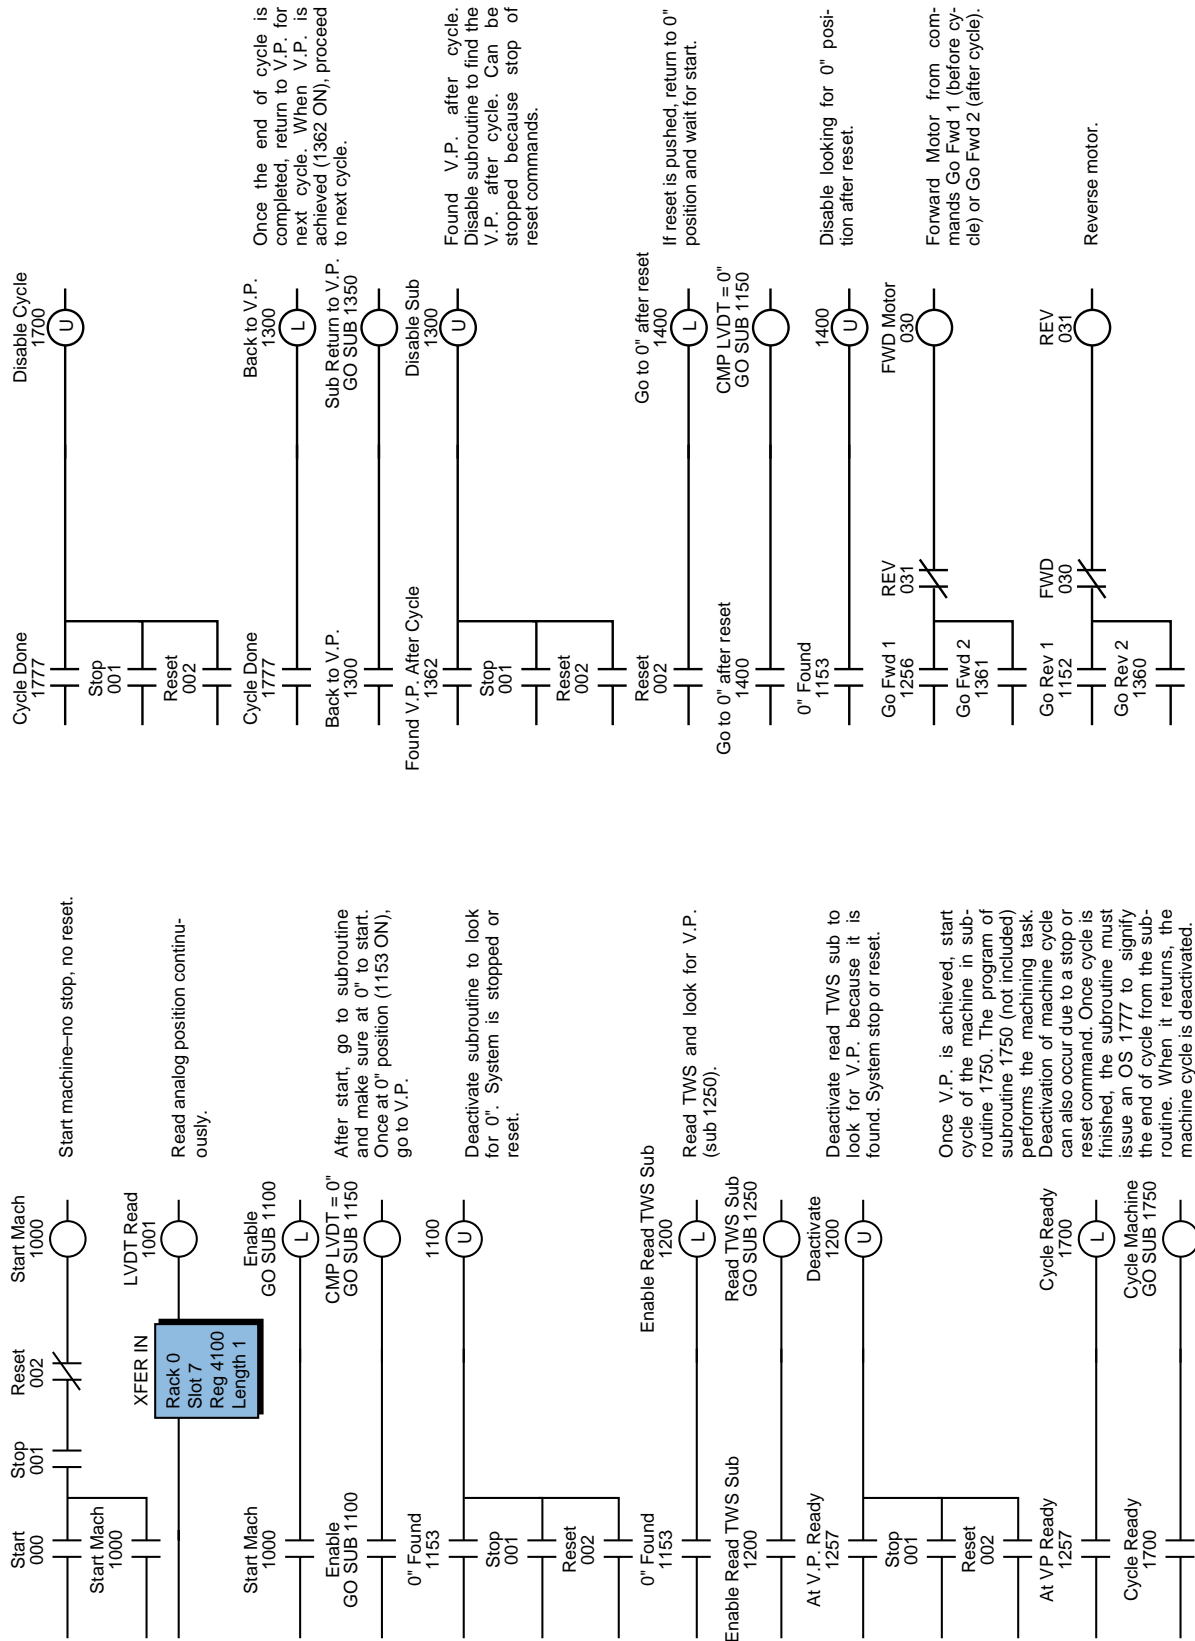 Start
000
Stop
001
Reset
002
Start Mach
1000
Start Mach
1000
Start machine–no stop, no reset.
XFER IN
Rack 0
Slot 7
Reg 4100
Length 1
LVDT Read
1001
Read analog position continu-
ously.
Start Mach
1000
Enable
GO SUB 1100
L
Enable
GO SUB 1100
CMP LVDT = 0"
GO SUB 1150
After start, go to subroutine
and make sure at 0" to start.
Once at 0" position (1153 ON),
go to V.P.
0" Found
1153
Stop
001
Reset
002
1100
U
Deactivate subroutine to look
for 0". System is stopped or
reset.
0" Found
1153
Enable Read TWS Sub
1200
L
Enable Read TWS Sub
1200
Read TWS Sub
GO SUB 1250
Read TWS and look for V.P.
(sub 1250).
At V.P. Ready
1257
Stop
001
Reset
002
Deactivate
1200
U
Deactivate read TWS sub to
look for V.P. because it is
found. System stop or reset.
At VP Ready
1257
Cycle Ready
1700
L
Cycle Ready
1700
Cycle Machine
GO SUB 1750
Once V.P. is achieved, start
cycle of the machine in sub-
routine 1750. The program of
subroutine 1750 (not included)
performs the machining task.
Deactivation of machine cycle
can also occur due to a stop or
reset command. Once cycle is
finished, the subroutine must
issue an OS 1777 to signify
the end of cycle from the sub-
routine. When it returns, the
machine cycle is deactivated.
Cycle Done
1777
Stop
001
Reset
002
Disable Cycle
1700
U
Cycle Done
1777
Back to V.P.
1300
L
Back to V.P.
1300
Sub Return to V.P.
GO SUB 1350
Once the end of cycle is
completed, return to V.P. for
next cycle. When V.P. is
achieved (1362 ON), proceed
to next cycle.
Found V.P. After Cycle
1362
Stop
001
Reset
002
Disable Sub
1300
U
Found V.P. after cycle.
Disable subroutine to find the
V.P. after cycle. Can be
stopped because stop of
reset commands.
Reset
002
Go to 0" after reset
1400
L
Go to 0" after reset
1400
CMP LVDT = 0"
GO SUB 1150
If reset is pushed, return to 0"
position and wait for start.
0" Found
1153
1400
U
Disable looking for 0" posi-
tion after reset.
Go Fwd 1
1256
Go Fwd 2
1361
REV
031
FWD Motor
030
Forward Motor from com-
mands Go Fwd 1 (before cy-
cle) or Go Fwd 2 (after cycle).
Go Rev 1
1152
Go Rev 2
1360
FWD
030
REV
031
Reverse motor.